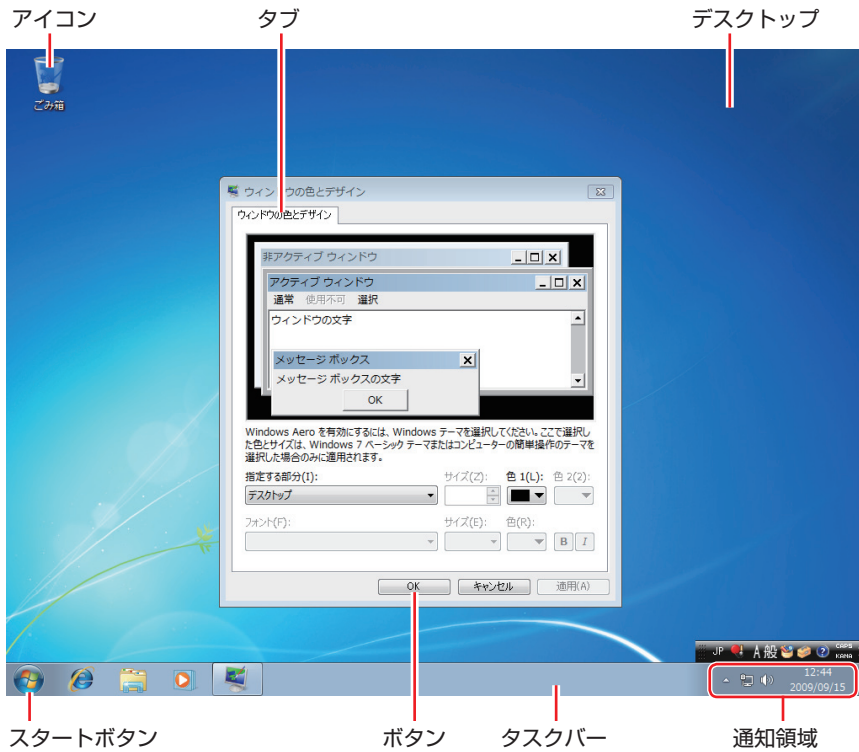 アイコン
タブ
デスクトップ
ごみ箱
ウィンドウの色とデザイン
ウィンドウの色とデザイン
非アクティブ ウィンドウ
アクティブ ウィンドウ
通常 使用不可 選択
ウィンドウの文字
メッセージ ボックス
メッセージ ボックスの文字
OK
Windows Aero を有効にするには、Windows テーマを選択してください。ここで選択し
た色とサイズは、Windows 7 ベーシック テーマまたはコンピューターの簡単操作のテーマを
選択した場合のみに適用されます。
指定する部分(I):
サイズ(Z):
色 1(L):
色 2(2):
デスクトップ
フォント(F):
サイズ(E):
色(R):
B I
OK
キャンセル
適用(A)
JP A 般 CAPS
KANA
12:44
2009/09/15
スタートボタン
ボタン
タスクバー
通知領域